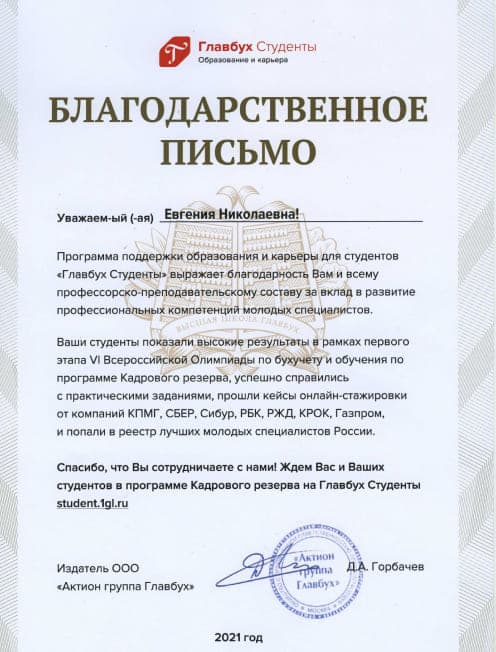 Главбух Студенты
Образование и карьера
БЛАГОДАРСТВЕННОЕ
ПИСЬМО
Уважаем-ый (-ая) Евгения Николаевна!
Программа поддержки образования и карьеры для студентов
«Главбух Студенты» выражает благодарность Вам и всему
профессорско-преподавательскому составу за вклад в развитие
профессиональных компетенций молодых специалистов.
ВЫСШАЯ ШКОЛА ГЛАВБУХ
Ваши студенты показали высокие результаты в рамках первого
этапа VI Всероссийской Олимпиады по бухучету и обучения по
программе Кадрового резерва, успешно справились
с практическими заданиями, прошли кейсы онлайн-стажировки
от компаний КПМГ, СБЕР, Сибур, РБК, РЖД, КРОК, Газпром,
и попали в реестр лучших молодых специалистов России.
Спасибо, что Вы сотрудничаете с нами! Ждем Вас и Ваших
студентов в программе Кадрового резерва на Главбух Студенты
student.1gl.ru
Издатель ООО
«Актион группа Главбух»
«Актион
группа
Главбух»
МОСКВА
Д.А. Горбачев
2021 год